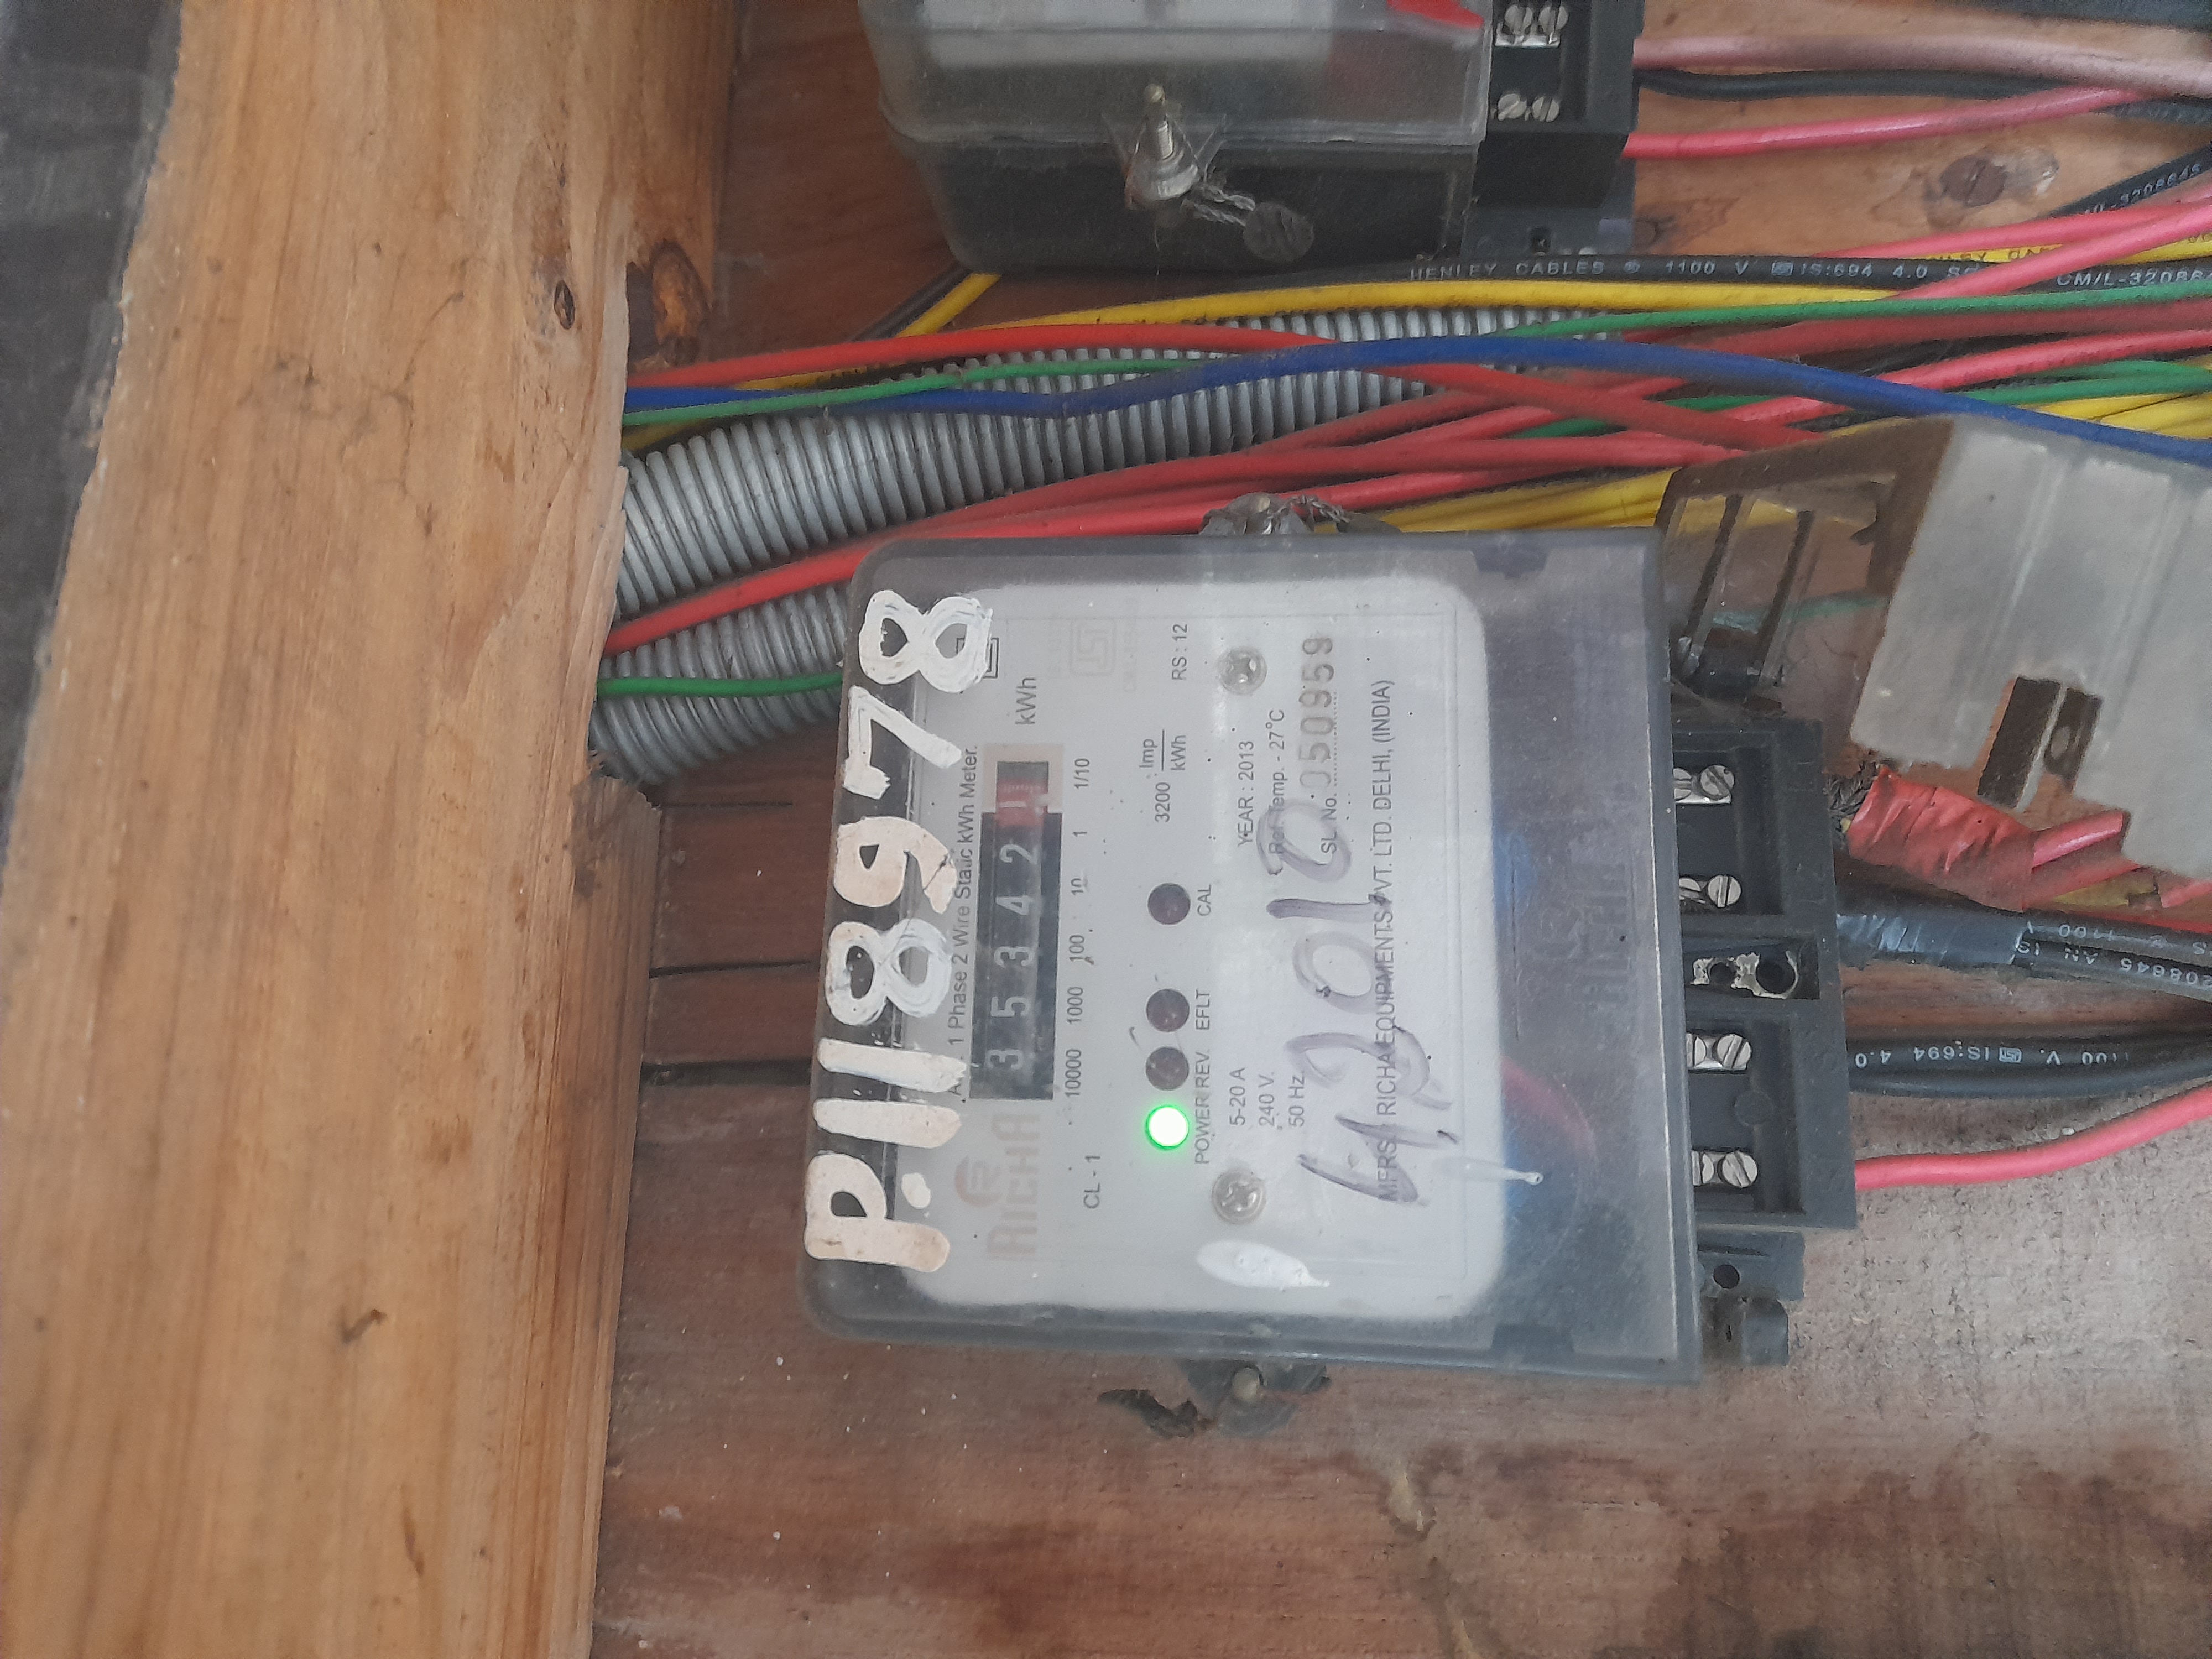 P.118978
A.C. 1 Phase 2 Wire Static kWh Meter.
RICHA
3 5 3 4 2
kWh
10000 1000 100 10 1 1/10
CL - 1
3200 Imp
kWh
RS : 12
POWER REV. EFLT CAL
5-20 A
240 V.
50 Hz.
YEAR : 2013
Ref. Temp. - 27°C
SL. No. 050959
MFRS : RICHA EQUIPMENTS PVT. LTD. DELHI, (INDIA)
HENLEY CABLES ® 1100 V IS:694 4.0
CM/L-320864
IS:694 4.0